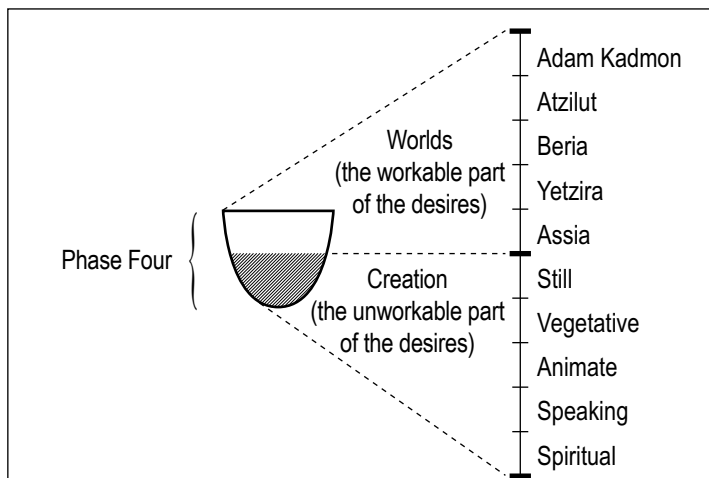 Adam Kadmon
Atzilut
Worlds
(the workable part
of the desires)
Beria
Yetzira
Assia
Phase Four
Creation
(the unworkable part
of the desires)
Still
Vegetative
Animate
Speaking
Spiritual